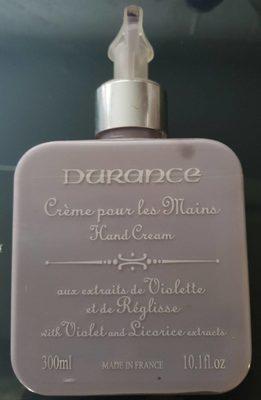 DURANCE
Crème pour les Mains
Hand Cream
aux extraits de Violette
et de Réglisse
with Violet and Licorice extracts
300ml MADE IN FRANCE 10.1fl.oz